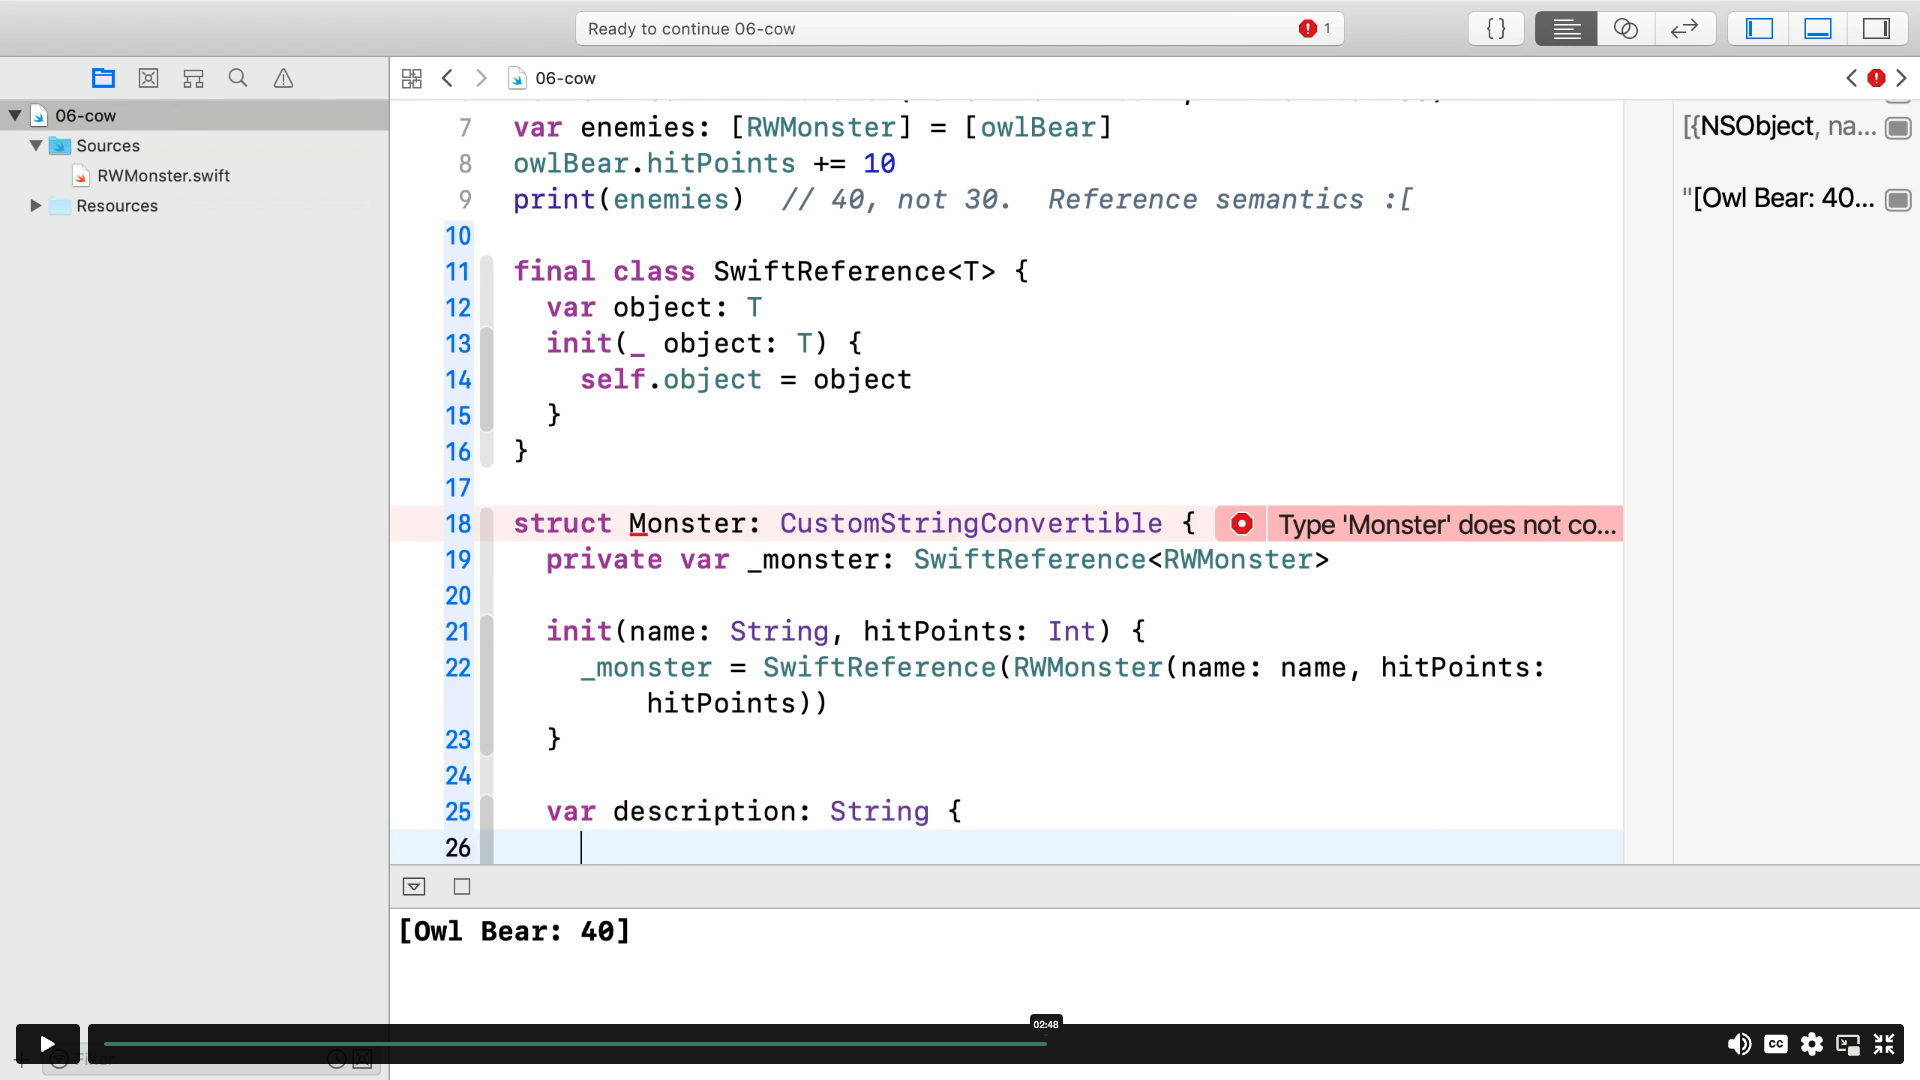 Ready to continue 06-cow
1
{ }
06-cow
06-cow
Sources
RWMonster.swift
Resources
7 var enemies: [RWMonster] = [owlBear]
8 owlBear.hitPoints += 10
9 print(enemies) // 40, not 30. Reference semantics :[
10
11 final class SwiftReference<T> {
12 var object: T
13 init(_ object: T) {
14 self.object = object
15 }
16 }
17
18 struct Monster: CustomStringConvertible {
Type 'Monster' does not co...
19 private var _monster: SwiftReference<RWMonster>
20
21 init(name: String, hitPoints: Int) {
22 _monster = SwiftReference(RWMonster(name: name, hitPoints:
hitPoints))
23 }
24
25 var description: String {
26
[{NSObject, na...
"[Owl Bear: 40...
[Owl Bear: 40]
02:48
CC